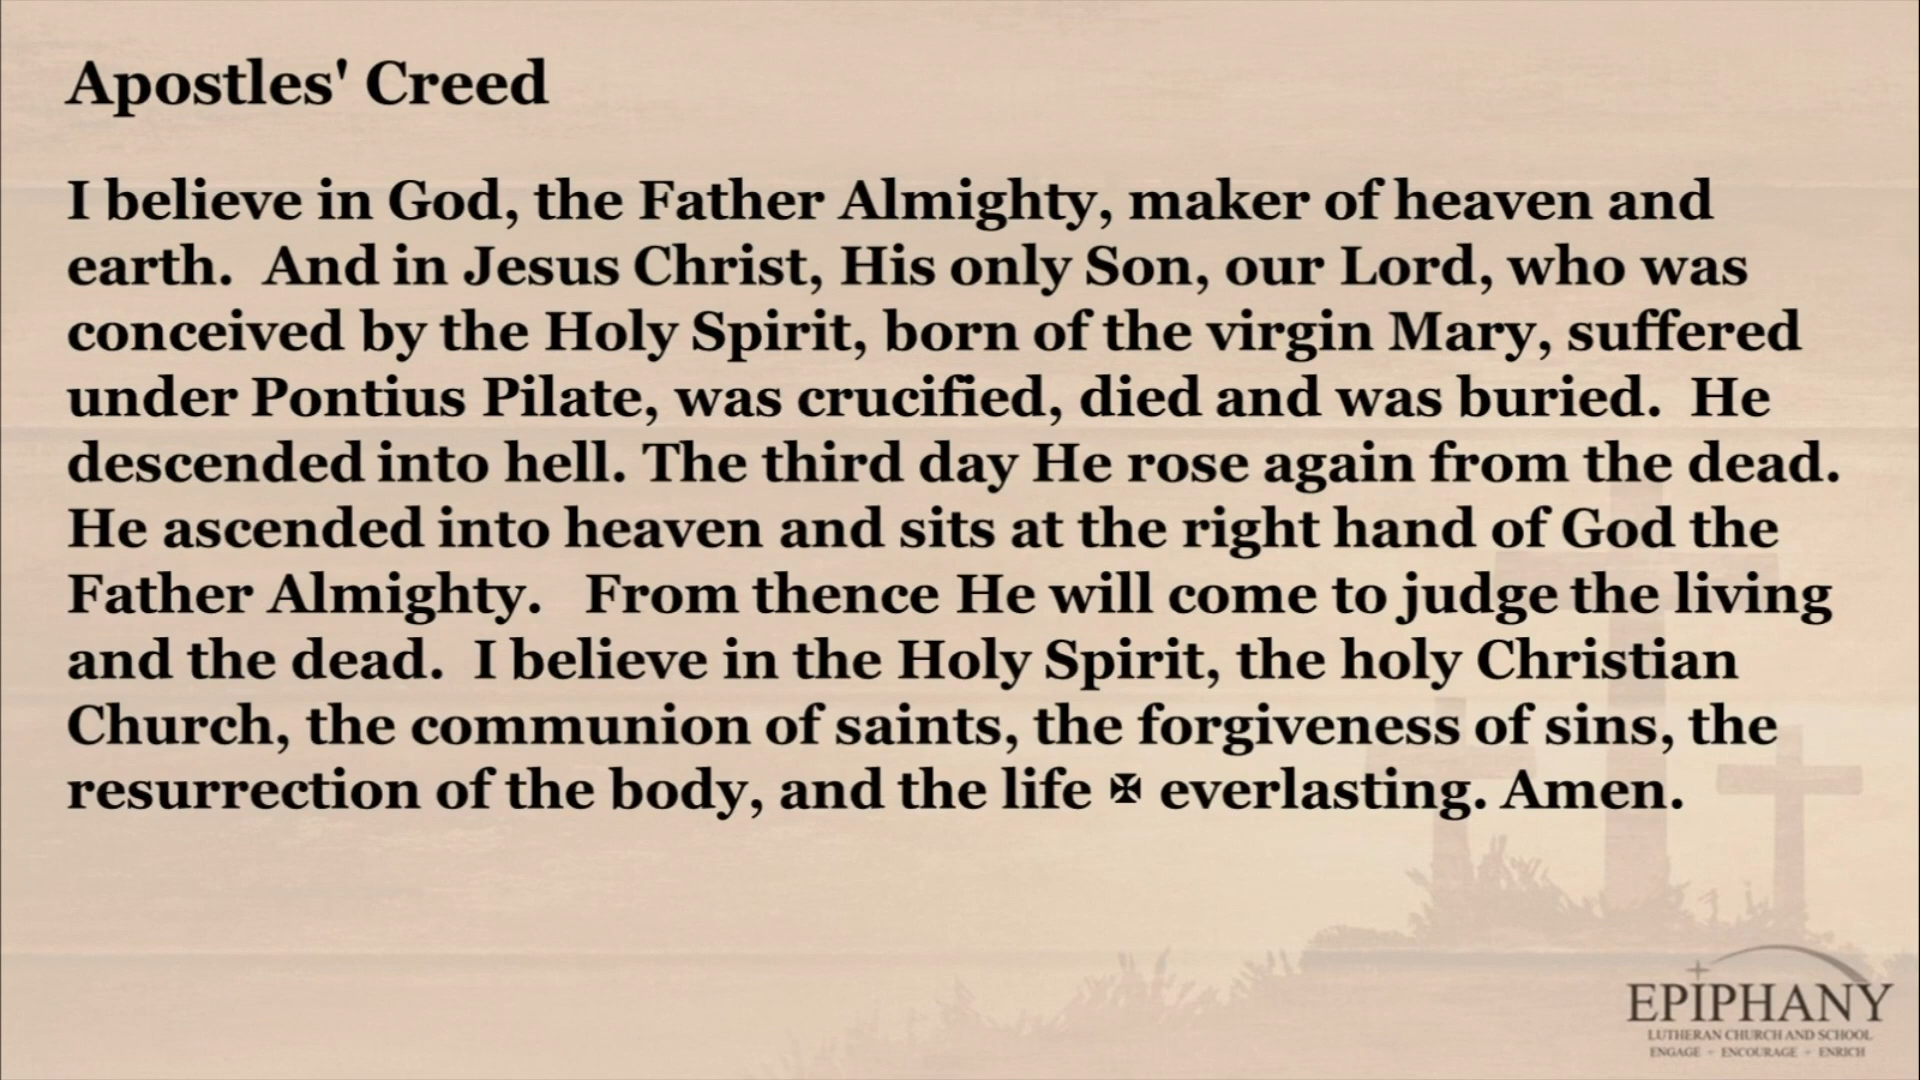 Apostles' Creed
I believe in God, the Father Almighty, maker of heaven and
earth.  And in Jesus Christ, His only Son, our Lord, who was
conceived by the Holy Spirit, born of the virgin Mary, suffered
under Pontius Pilate, was crucified, died and was buried.  He
descended into hell. The third day He rose again from the dead.
He ascended into heaven and sits at the right hand of God the
Father Almighty.   From thence He will come to judge the living
and the dead.  I believe in the Holy Spirit, the holy Christian
Church, the communion of saints, the forgiveness of sins, the
resurrection of the body, and the life ✠ everlasting. Amen.
EPIPHANY
LUTHERAN CHURCH AND SCHOOL
ENGAGE - ENCOURAGE - ENRICH